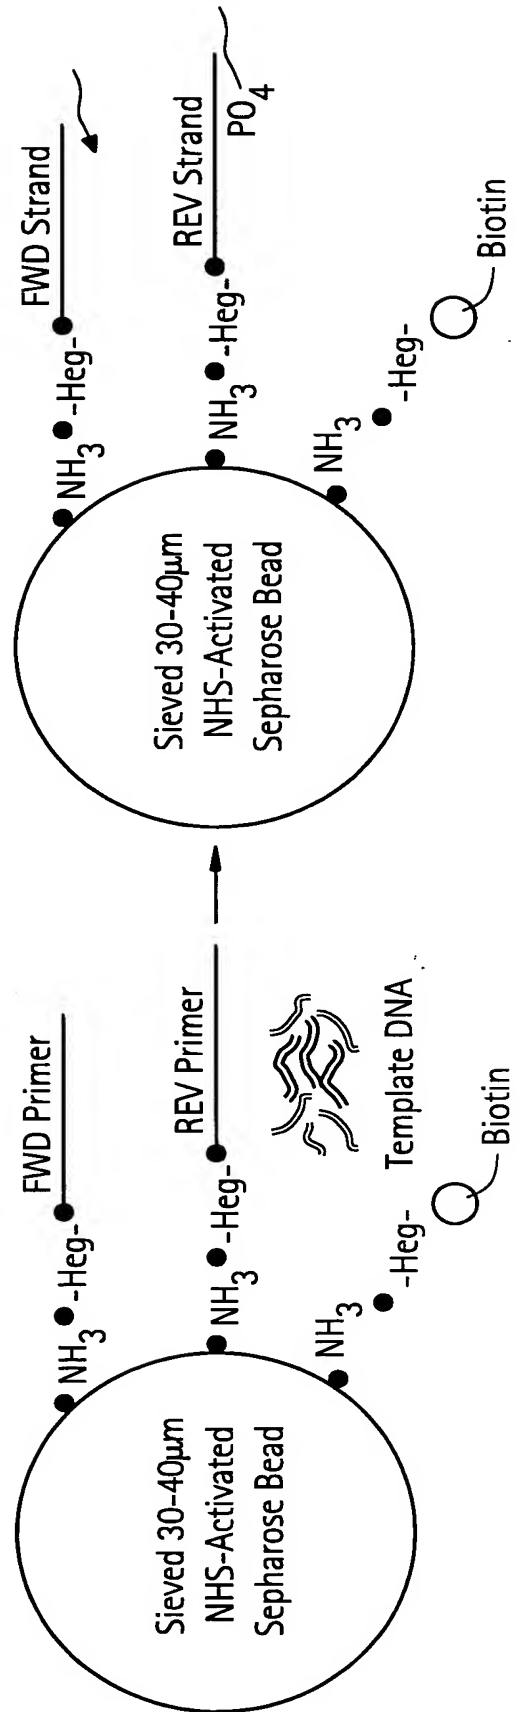 FWD Primer
NH3 -Heg-
REV Primer
NH3 -Heg-
Sieved 30-40µm
NHS-Activated
Sepharose Bead
NH3
-Heg-
Biotin
Template DNA
FWD Strand
NH3 -Heg-
REV Strand
NH3 -Heg-
PO4
Sieved 30-40µm
NHS-Activated
Sepharose Bead
NH3
-Heg-
Biotin